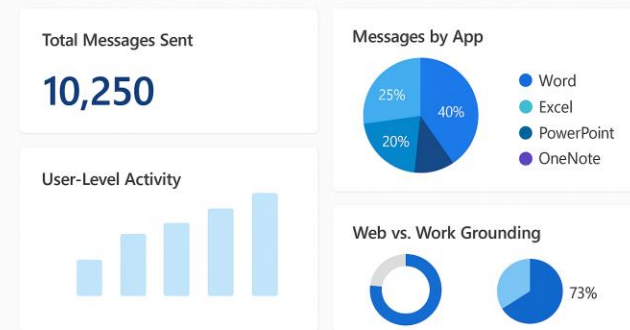 Total Messages Sent
10,250
Messages by App
25%
40%
20%
Word
Excel
PowerPoint
OneNote
User-Level Activity
Web vs. Work Grounding
73%